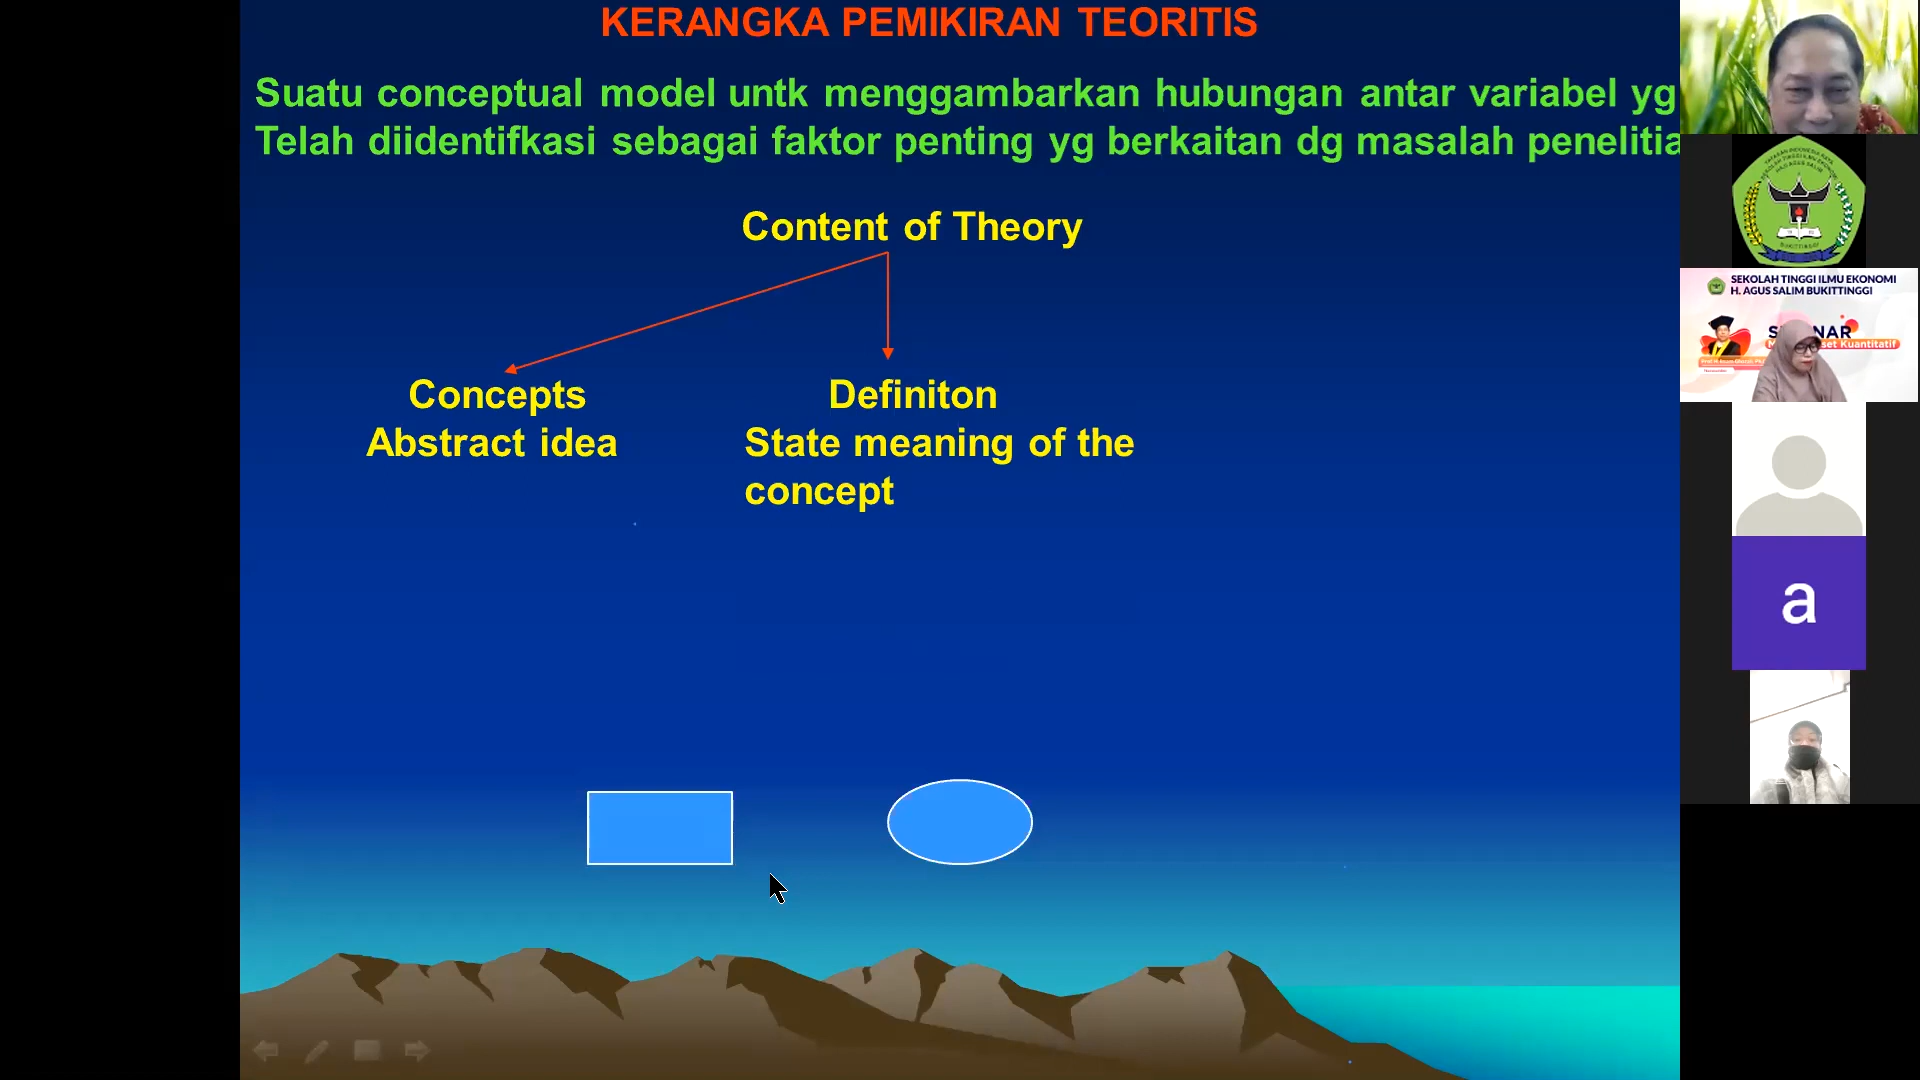 KERANGKA PEMIKIRAN TEORITIS
Suatu conceptual model untk menggambarkan hubungan antar variabel yg
Telah diidentifkasi sebagai faktor penting yg berkaitan dg masalah penelitia
Content of Theory
Concepts
Abstract idea
Definiton
State meaning of the
concept
BUKITTINGGI
SEKOLAH TINGGI ILMU EKONOMI
H. AGUS SALIM BUKITTINGGI
Kuantitatif
a